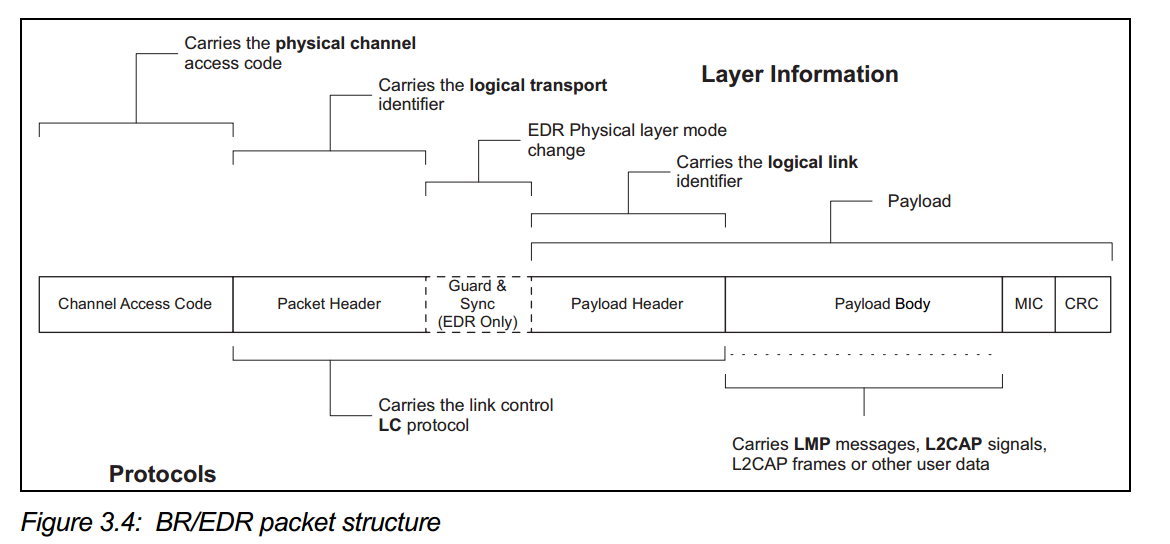 Carries the physical channel
access code
Layer Information
Carries the logical transport
identifier
EDR Physical layer mode
change
Carries the logical link
identifier
Payload
Channel Access Code
Packet Header
Guard &
Sync
(EDR Only)
Payload Header
Payload Body
MIC
CRC
Carries the link control
LC protocol
Carries LMP messages, L2CAP signals,
L2CAP frames or other user data
Protocols
Figure 3.4: BR/EDR packet structure